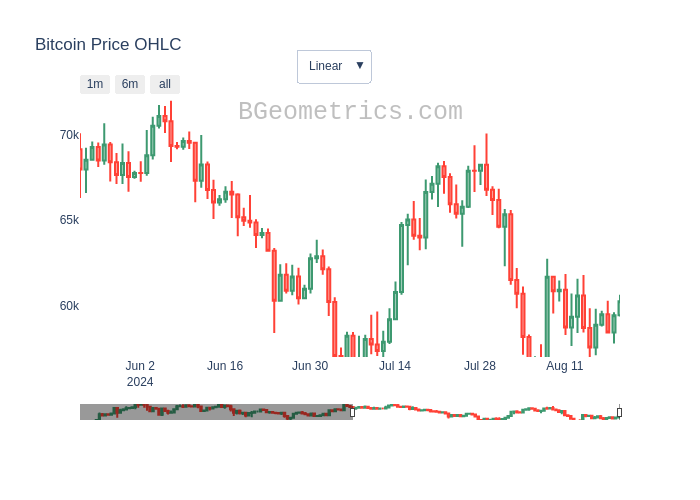 Bitcoin Price OHLC
Linear ▼
1m 6m all
BGeometrics.com
70k
65k
60k
Jun 2 Jun 16 Jun 30 Jul 14 Jul 28 Aug 11
2024